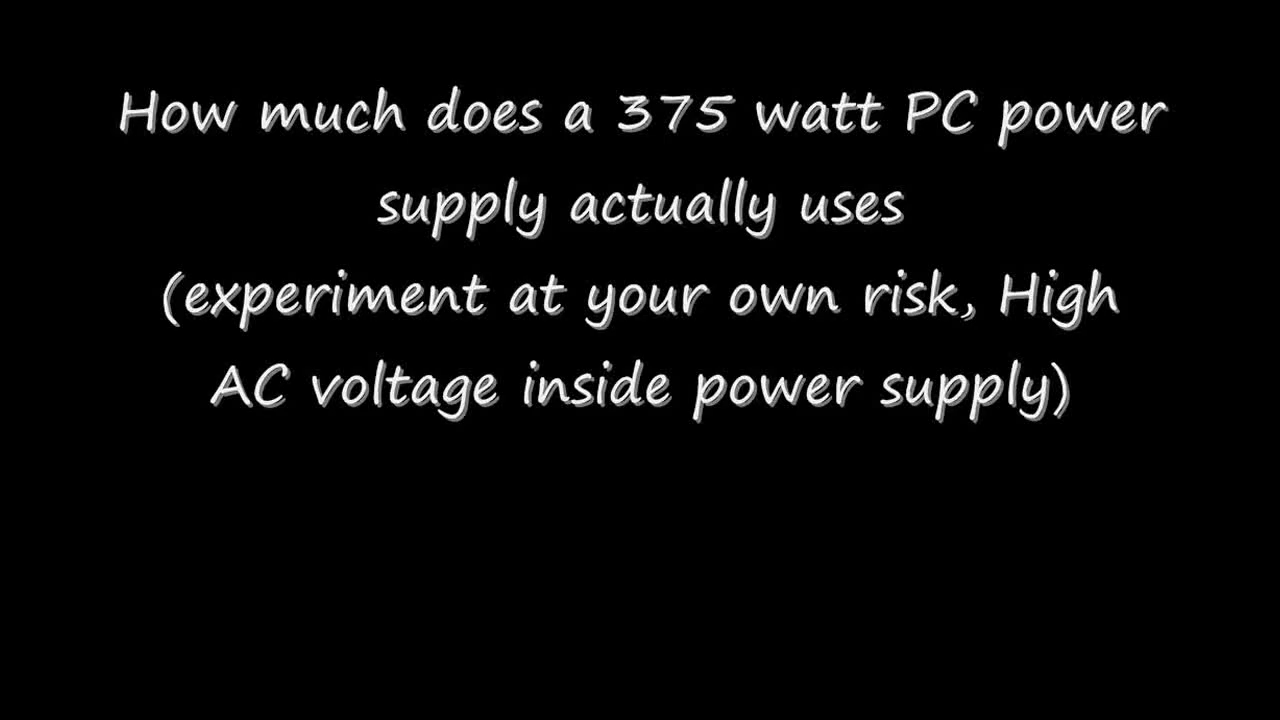 How much does a 375 watt PC power
supply actually uses
(experiment at your own risk, High
AC voltage inside power supply)